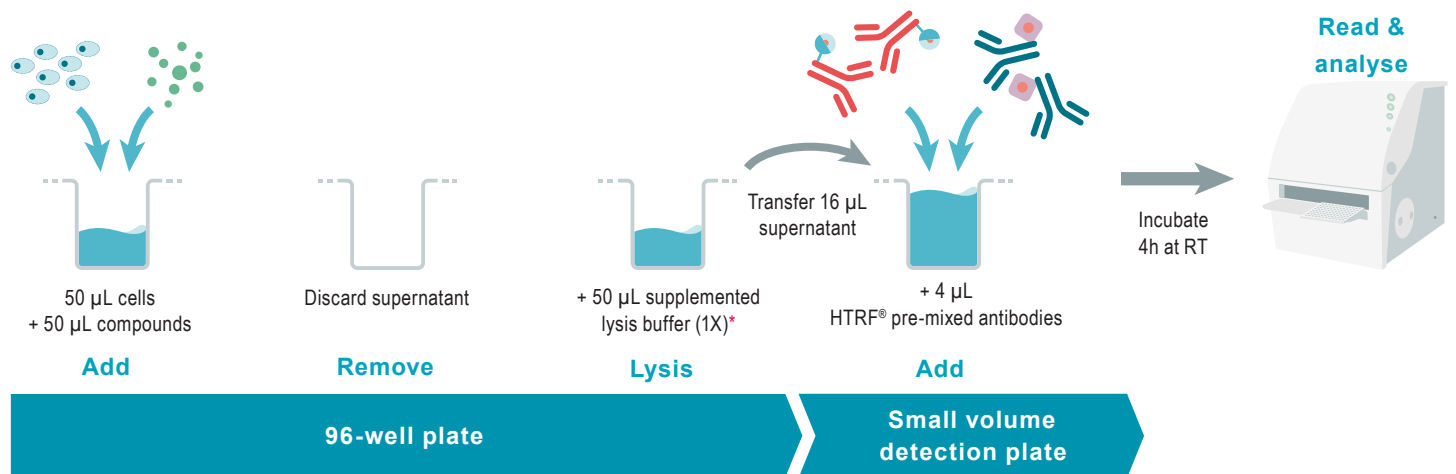 Read &
analyse
Transfer 16 µL
supernatant
Incubate
4h at RT
50 µL cells
+ 50 µL compounds
Discard supernatant
+ 50 µL supplemented
lysis buffer (1X)*
+ 4 µL
HTRF® pre-mixed antibodies
Add
Remove
Lysis
Add
96-well plate
Small volume
detection plate